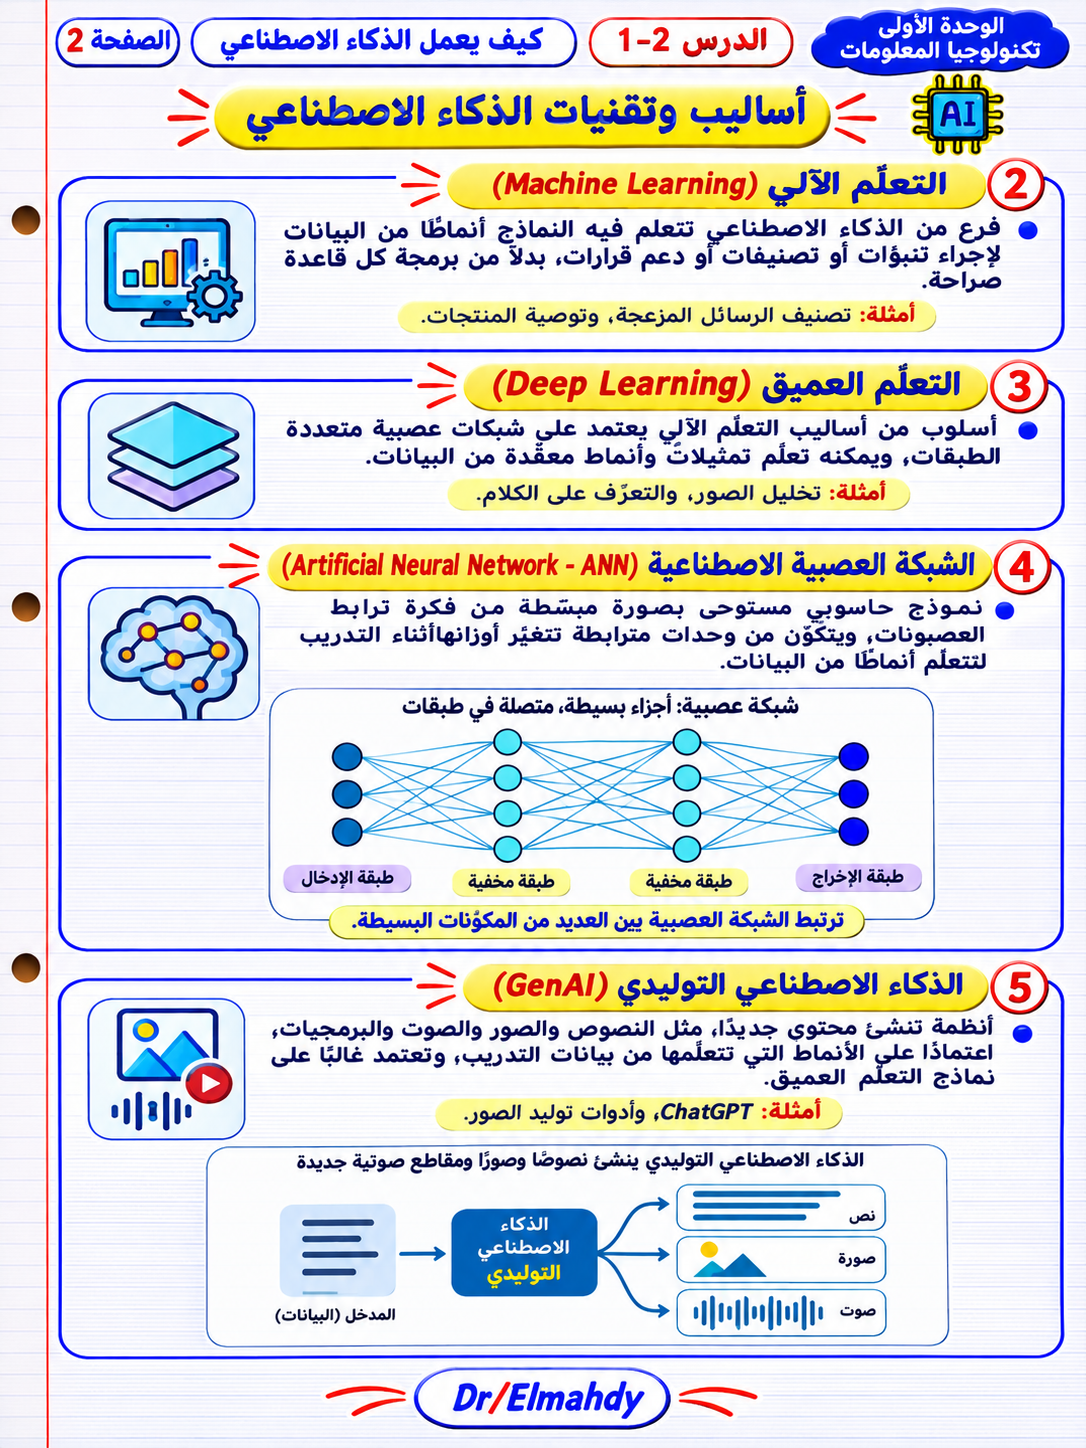 الوحدة الأولى
تكنولوجيا المعلومات
الدرس 2-1
كيف يعمل الذكاء الاصطناعي
الصفحة 2
AI
أساليب وتقنيات الذكاء الاصطناعي
2
التعلّم الآلي (Machine Learning)
فرع من الذكاء الاصطناعي تتعلم فيه النماذج أنماطًا من البيانات
لإجراء تنبؤات أو تصنيفات أو دعم قرارات، بدلاً من برمجة كل قاعدة
صراحة.
أمثلة: تصنيف الرسائل المزعجة، وتوصية المنتجات.
3
التعلّم العميق (Deep Learning)
أسلوب من أساليب التعلّم الآلي يعتمد على شبكات عصبية متعددة
الطبقات، ويمكنه تعلّم تمثيلات وأنماط معقّدة من البيانات.
أمثلة: تخليل الصور، والتعرّف على الكلام.
4
الشبكة العصبية الاصطناعية (Artificial Neural Network - ANN)
نموذج حاسوبي مستوحى بصورة مبسّطة من فكرة ترابط
العصبونات، ويتكوّن من وحدات مترابطة تتغيّر أوزانهاأثناء التدريب
لتتعلّم أنماطًا من البيانات.
شبكة عصبية: أجزاء بسيطة، متصلة في طبقات
طبقة الإخراج
طبقة مخفية
طبقة مخفية
طبقة الإدخال
ترتبط الشبكة العصبية بين العديد من المكوّنات البسيطة.
5
الذكاء الاصطناعي التوليدي (GenAI)
أنظمة تنشئ محتوى جديدًا، مثل النصوص والصور والصوت والبرمجيات،
اعتمادًا على الأنماط التي تتعلّمها من بيانات التدريب، وتعتمد غالبًا على
نماذج التعلّم العميق.
أمثلة: ChatGPT، وأدوات توليد الصور.
الذكاء الاصطناعي التوليدي ينشئ نصوصًا وصورًا ومقاطع صوتية جديدة
نص
صورة
صوت
الذكاء
الاصطناعي
التوليدي
المدخل (البيانات)
Dr/Elmahdy